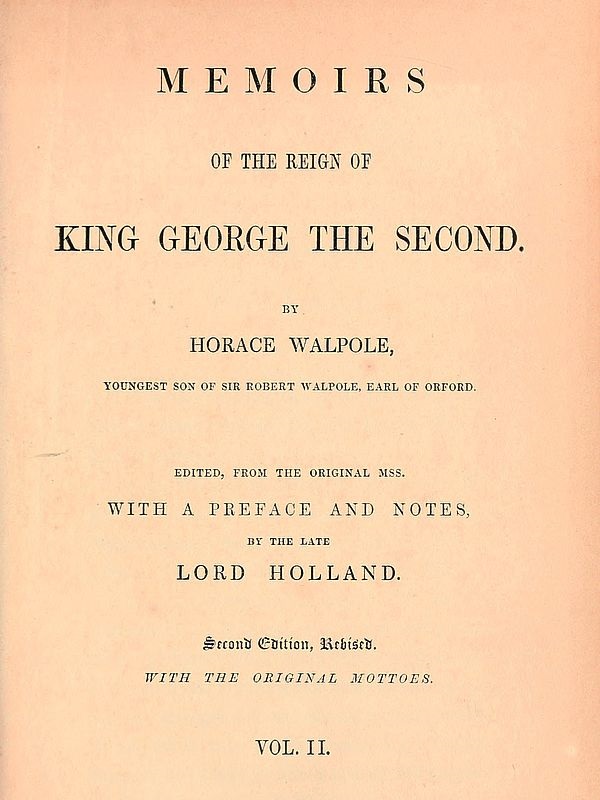 MEMOIRS
OF THE REIGN OF
KING GEORGE THE SECOND.
BY
HORACE WALPOLE,
YOUNGEST SON OF SIR ROBERT WALPOLE, EARL OF ORFORD.
EDITED, FROM THE ORIGINAL MSS.
WITH A PREFACE AND NOTES,
BY THE LATE
LORD HOLLAND.
Second Edition, Revised.
WITH THE ORIGINAL MOTTOES.
VOL. II.